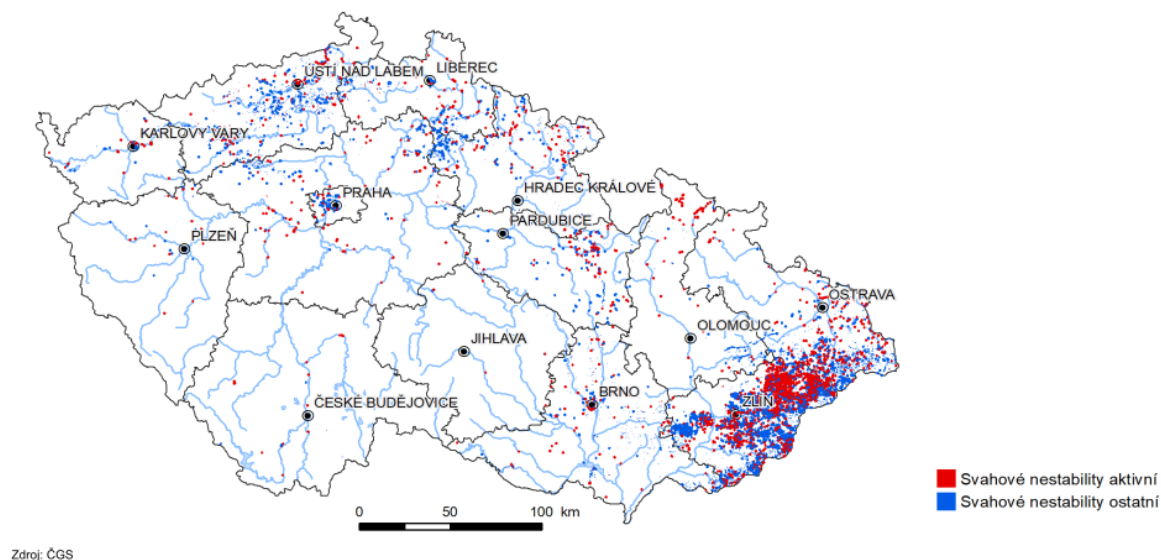 ÚSTÍ NAD LABEM
LIBEREC
KARLOVY VARY
PRAHA
HRADEC KRÁLOVÉ
PARDUBICE
PLZEŇ
OSTRAVA
OLOMOUC
JIHLAVA
BRNO
ZLÍN
ČESKÉ BUDĚJOVICE
Svahové nestability aktivní
Svahové nestability ostatní
0 50 100 km
Zdroj: ČGS